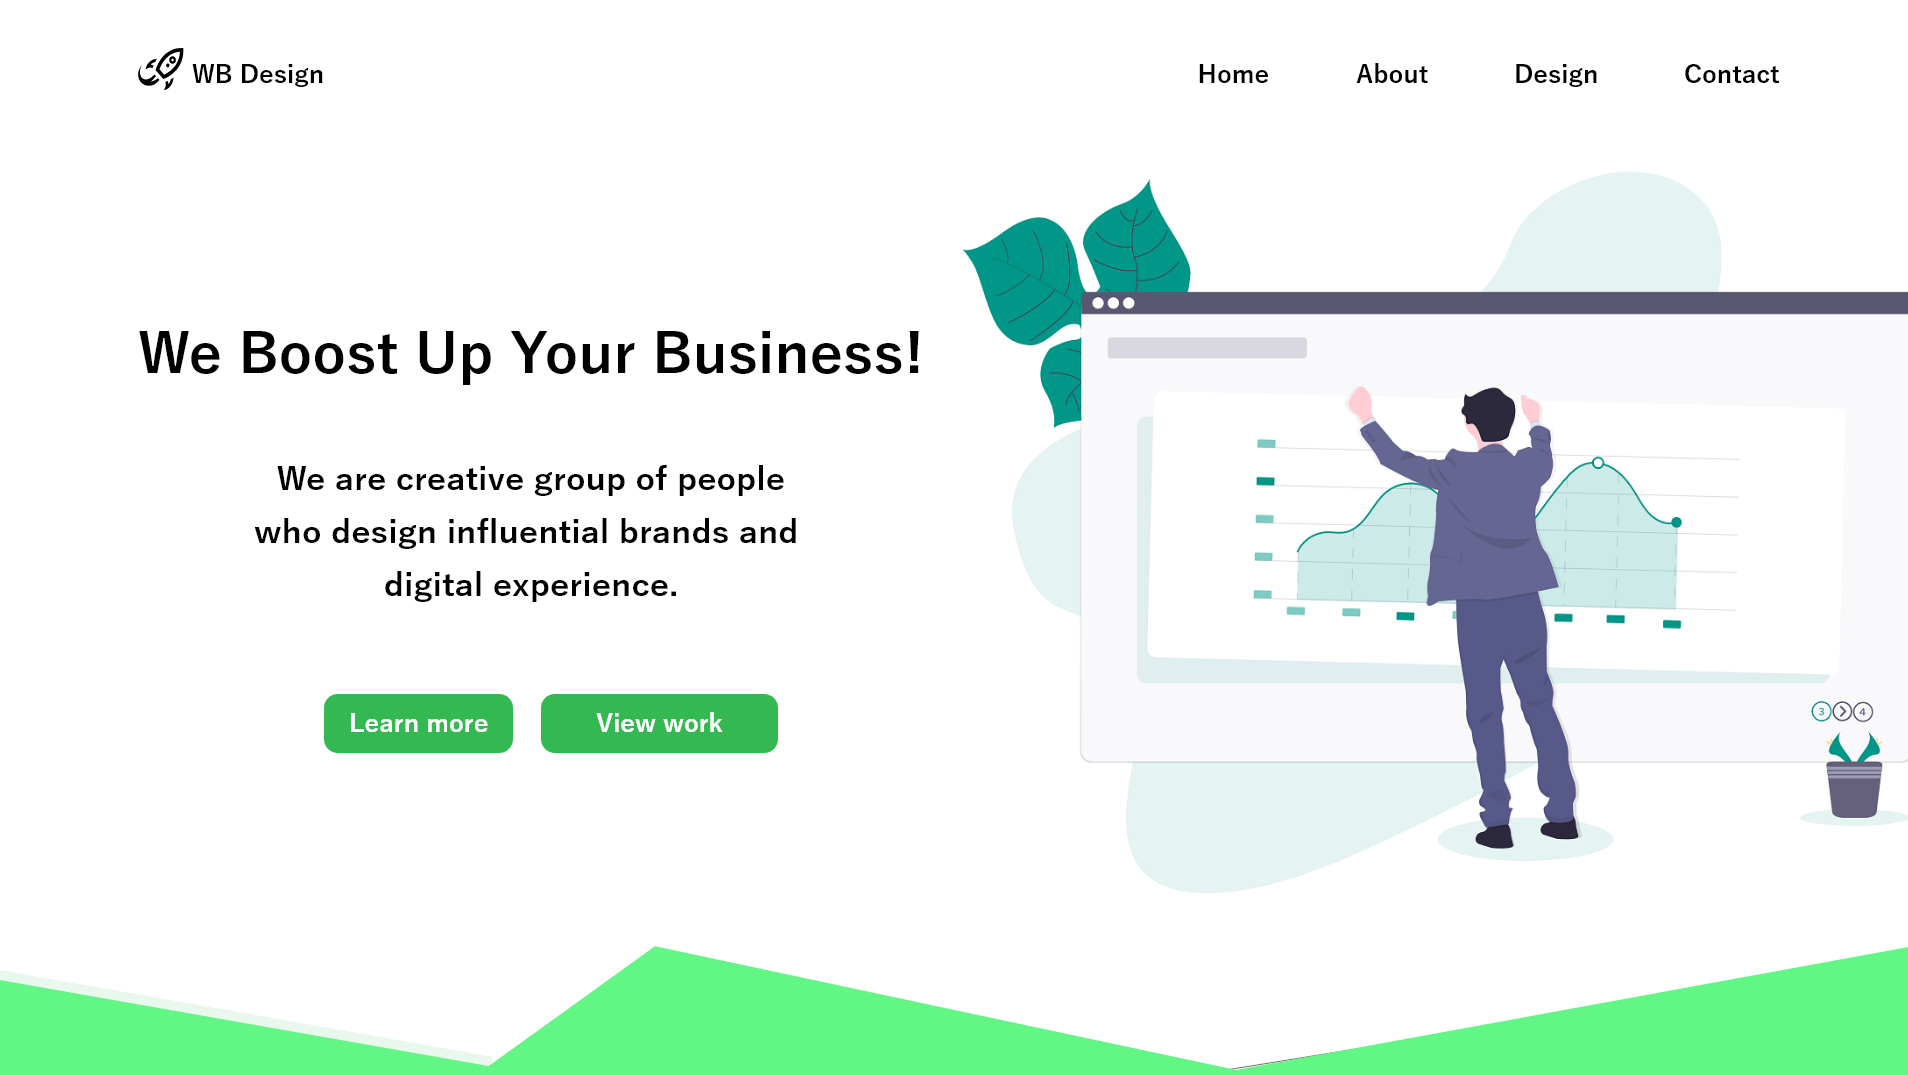 WB Design
Home About Design Contact
We Boost Up Your Business!
We are creative group of people
who design influential brands and
digital experience.
Learn more View work
3 4